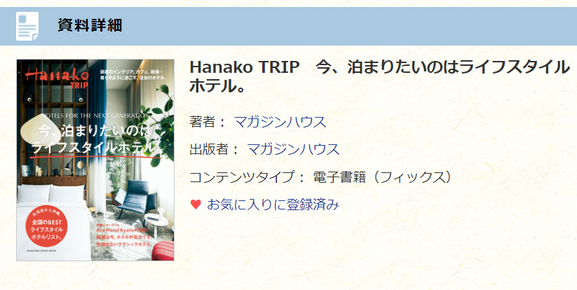 資料詳細
Hanako
TRIP
HOTELS FOR THE NEXT GENERATION
今、泊まりたいのは
ライフスタイルホテル。
全国のBEST
ライフスタイル
ホテルリスト。
Hanako TRIP 今、泊まりたいのはライフスタイル
ホテル。
著者： マガジンハウス
出版者： マガジンハウス
コンテンツタイプ： 電子書籍（フィックス）
お気に入りに登録済み